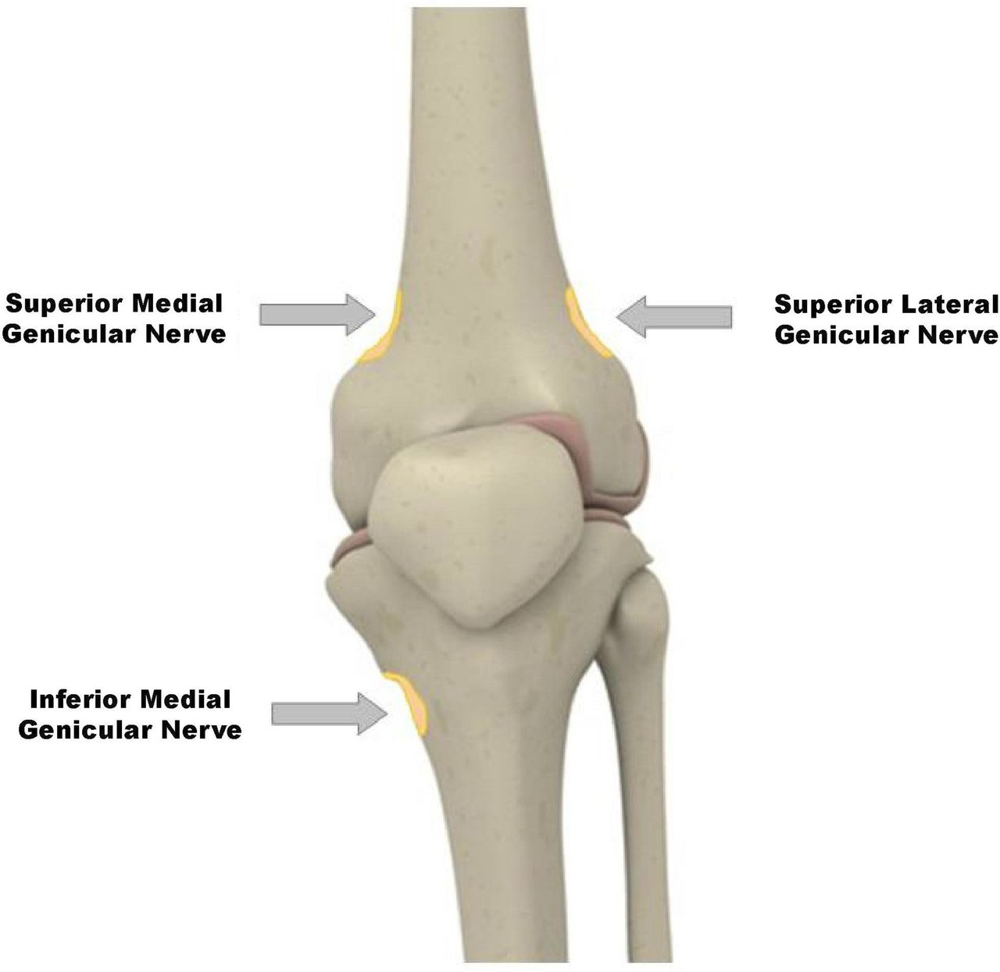 Superior Medial
Genicular Nerve
Superior Lateral
Genicular Nerve
Inferior Medial
Genicular Nerve